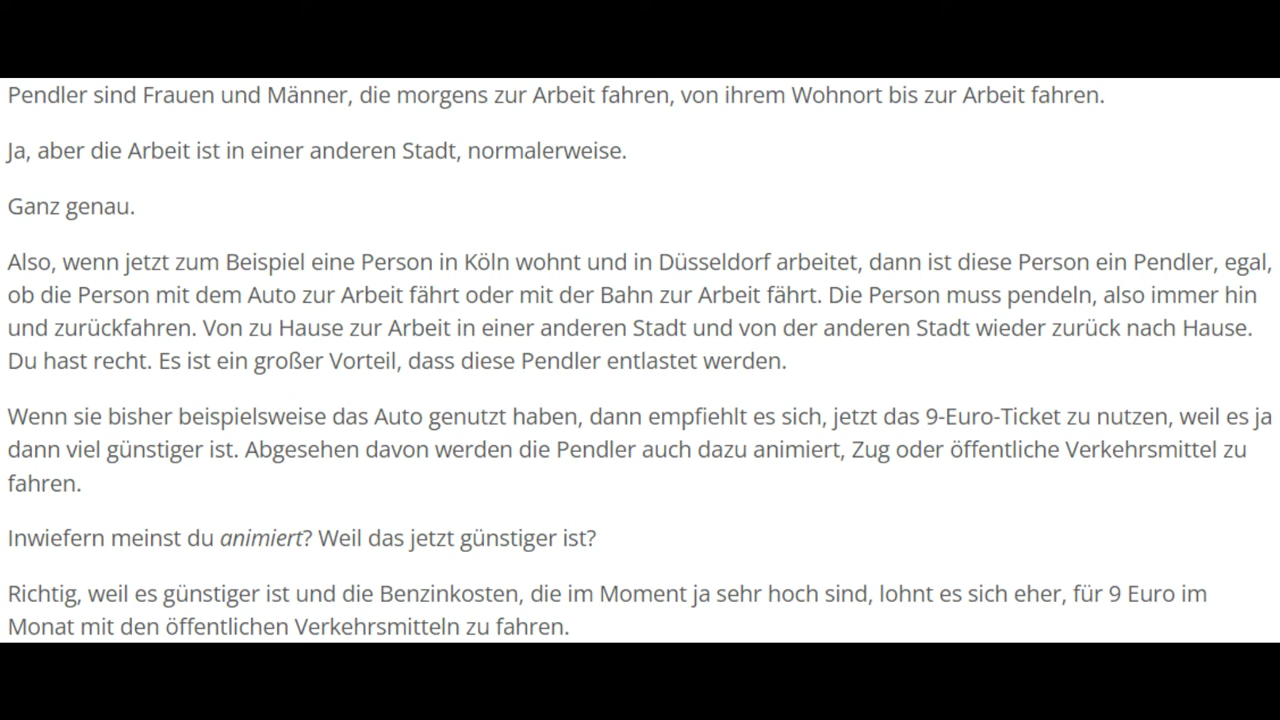 Pendler sind Frauen und Männer, die morgens zur Arbeit fahren, von ihrem Wohnort bis zur Arbeit fahren.
Ja, aber die Arbeit ist in einer anderen Stadt, normalerweise.
Ganz genau.
Also, wenn jetzt zum Beispiel eine Person in Köln wohnt und in Düsseldorf arbeitet, dann ist diese Person ein Pendler, egal,
ob die Person mit dem Auto zur Arbeit fährt oder mit der Bahn zur Arbeit fährt. Die Person muss pendeln, also immer hin
und zurückfahren. Von zu Hause zur Arbeit in einer anderen Stadt und von der anderen Stadt wieder zurück nach Hause.
Du hast recht. Es ist ein großer Vorteil, dass diese Pendler entlastet werden.
Wenn sie bisher beispielsweise das Auto genutzt haben, dann empfiehlt es sich, jetzt das 9-Euro-Ticket zu nutzen, weil es ja
dann viel günstiger ist. Abgesehen davon werden die Pendler auch dazu animiert, Zug oder öffentliche Verkehrsmittel zu
fahren.
Inwiefern meinst du animiert? Weil das jetzt günstiger ist?
Richtig, weil es günstiger ist und die Benzinkosten, die im Moment ja sehr hoch sind, lohnt es sich eher, für 9 Euro im
Monat mit den öffentlichen Verkehrsmitteln zu fahren.